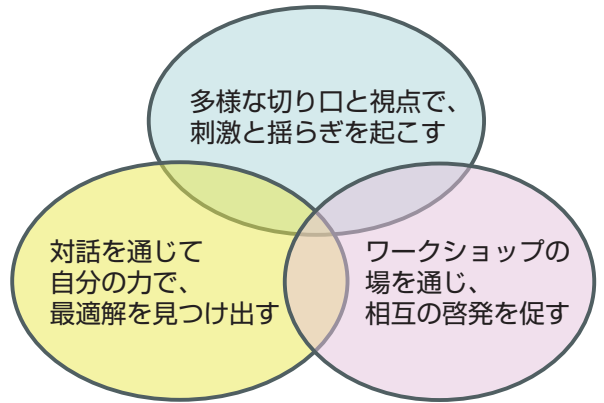 多様な切り口と視点で、
刺激と揺らぎを起こす
対話を通じて
自分の力で、
最適解を見つけ出す
ワークショップの
場を通じ、
相互の啓発を促す